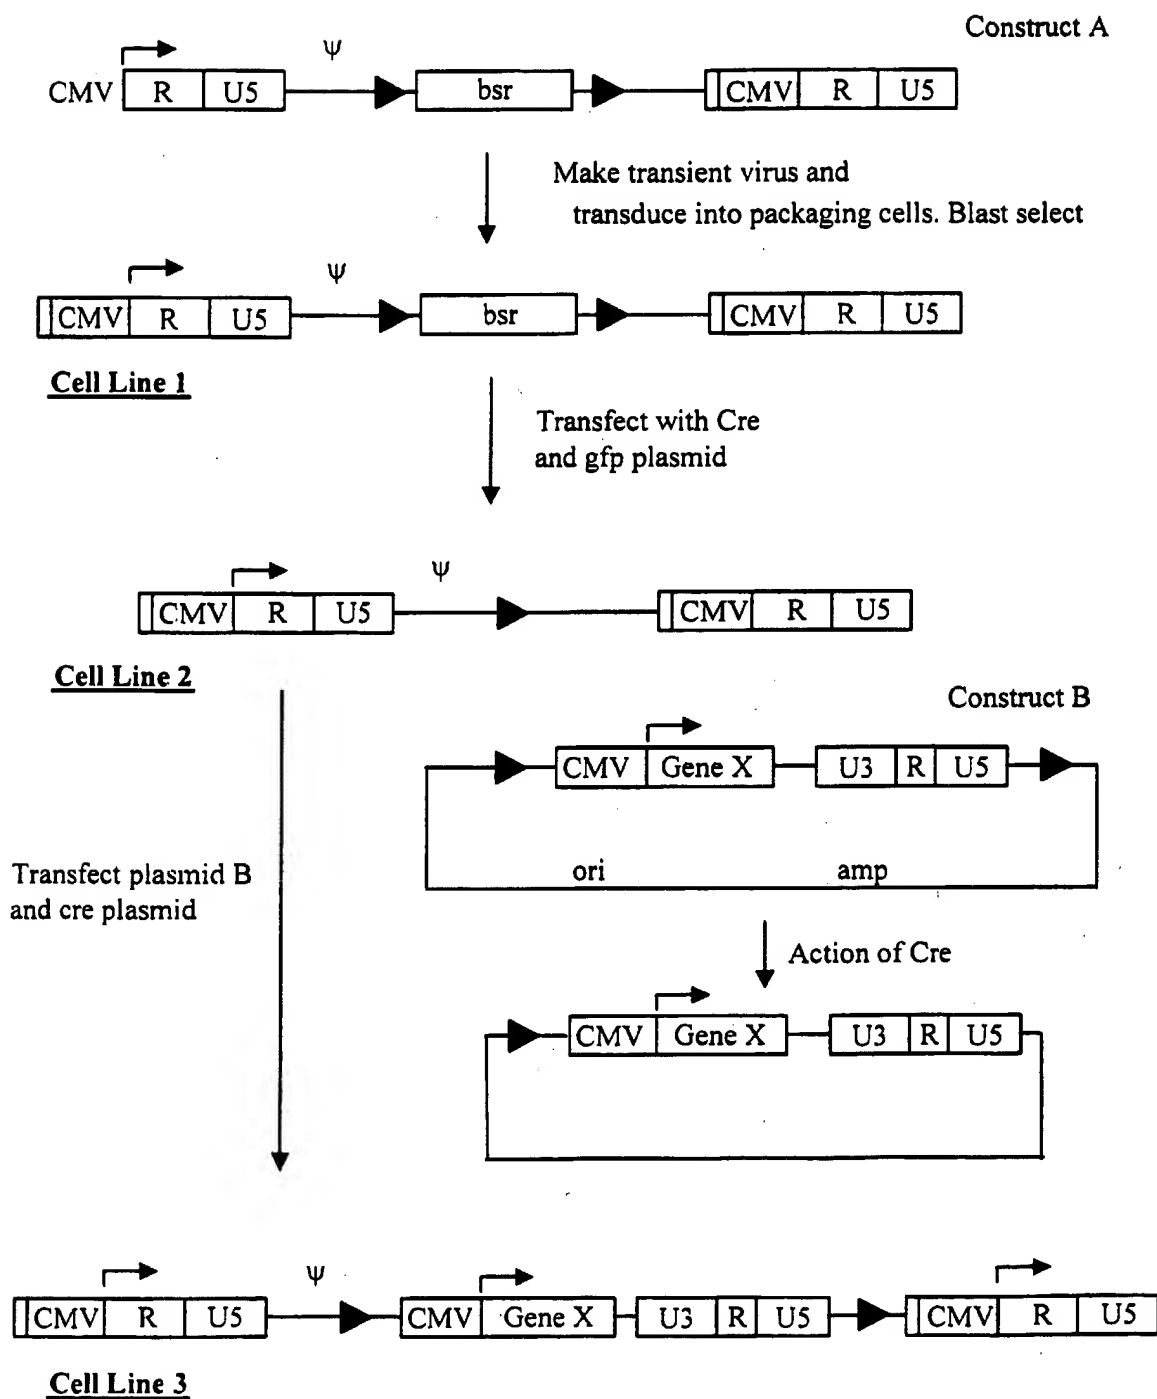 Construct A
ψ
CMV R U5 bsr CMV R U5
Make transient virus and
transduce into packaging cells. Blast select
ψ
CMV R U5 bsr CMV R U5
Cell Line 1
Transfect with Cre
and gfp plasmid
ψ
CMV R U5 CMV R U5
Cell Line 2
Construct B
CMV Gene X U3 R U5
ori amp
Transfect plasmid B
and cre plasmid
Action of Cre
CMV Gene X U3 R U5
ψ
CMV R U5 CMV Gene X U3 R U5 CMV R U5
Cell Line 3